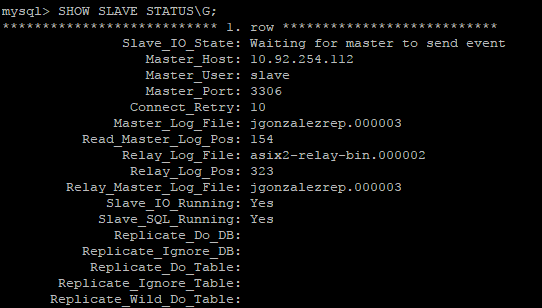 mysql> SHOW SLAVE STATUS\G;
*************************** 1. row ***************************
Slave_IO_State: Waiting for master to send event
Master_Host: 10.92.254.112
Master_User: slave
Master_Port: 3306
Connect_Retry: 10
Master_Log_File: jgonzalezrep.000003
Read_Master_Log_Pos: 154
Relay_Log_File: asix2-relay-bin.000002
Relay_Log_Pos: 323
Relay_Master_Log_File: jgonzalezrep.000003
Slave_IO_Running: Yes
Slave_SQL_Running: Yes
Replicate_Do_DB:
Replicate_Ignore_DB:
Replicate_Do_Table:
Replicate_Ignore_Table:
Replicate_Wild_Do_Table: